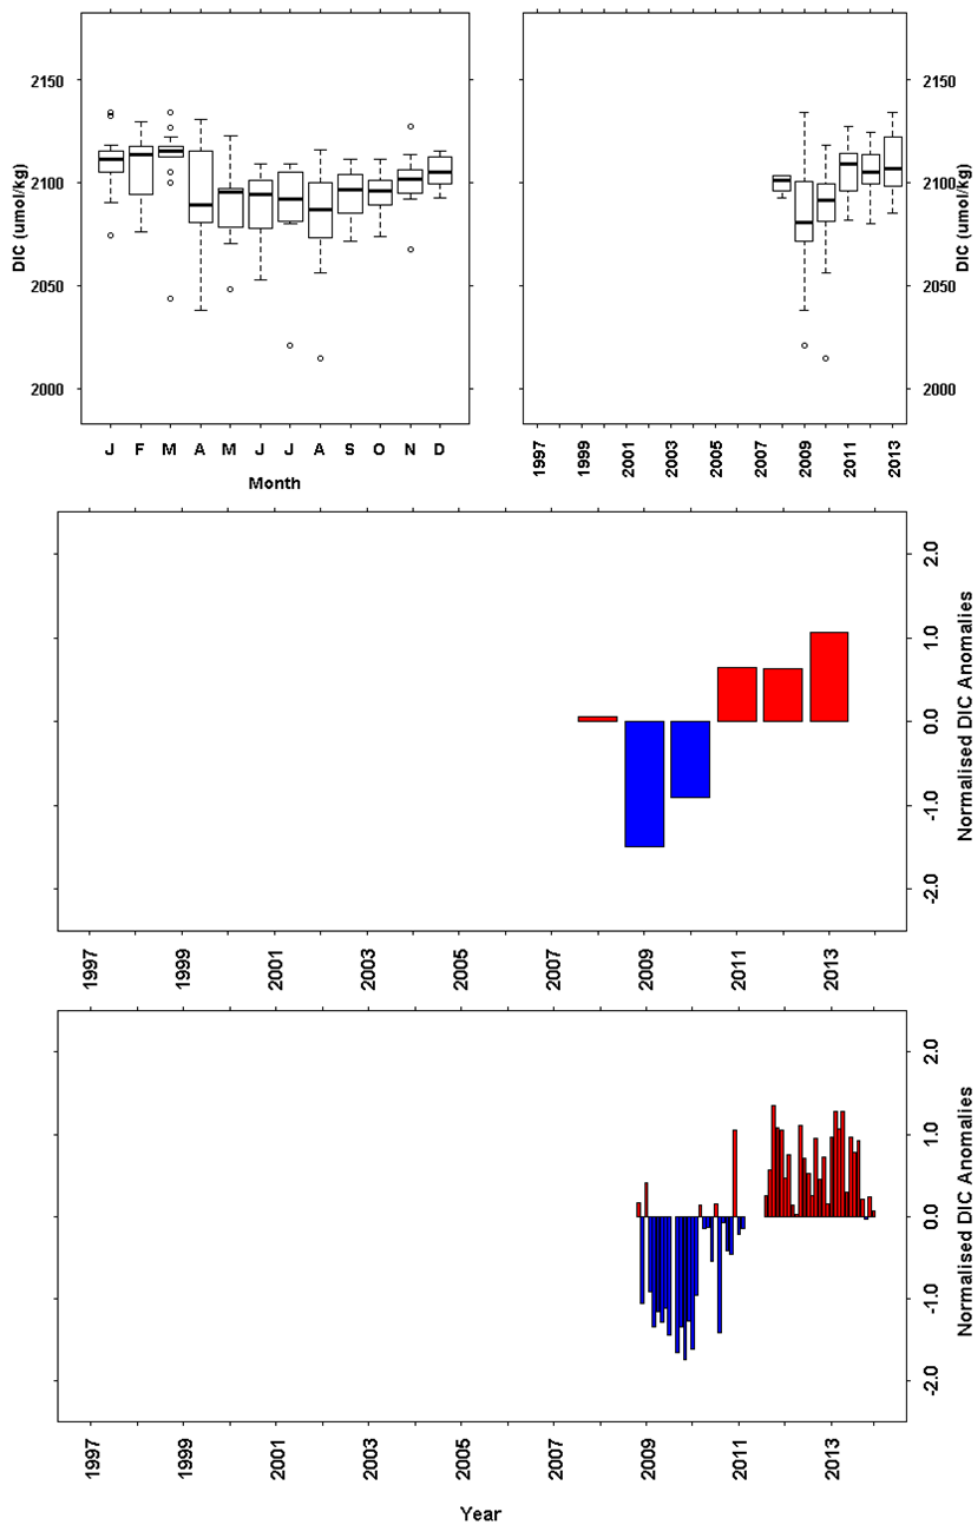 2150
2100
2050
2000
DIC (umol/kg)
J F M A M J J A S O N D
Month
2150
2100
2050
2000
DIC (umol/kg)
1997 1999 2001 2003 2005 2007 2009 2011 2013
2.0
1.0
0.0
-1.0
-2.0
Normalised DIC Anomalies
1997 1999 2001 2003 2005 2007 2009 2011 2013
2.0
1.0
0.0
-1.0
-2.0
Normalised DIC Anomalies
1997 1999 2001 2003 2005 2007 2009 2011 2013
Year